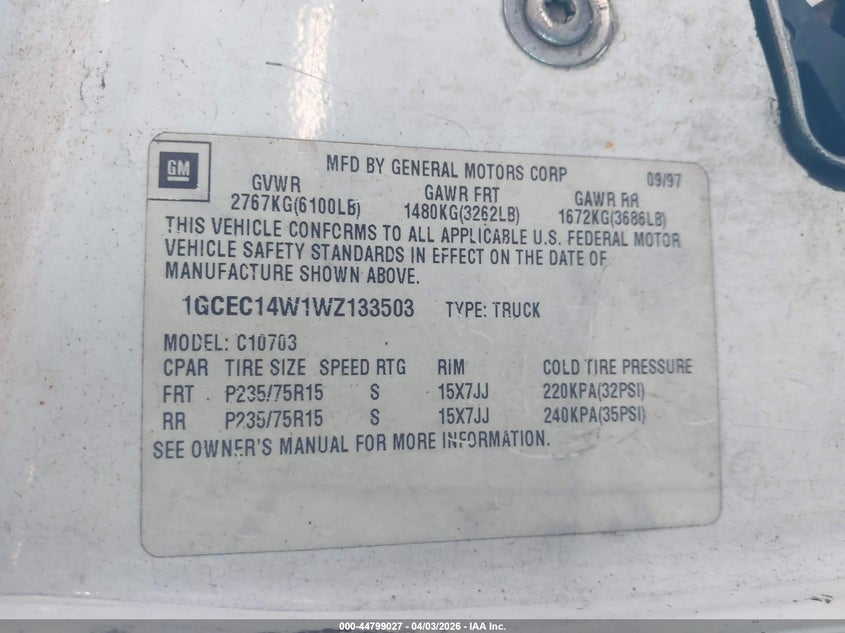 GM
MFD BY GENERAL MOTORS CORP 09/97
GVWR GAWR FRT GAWR RR
2767KG(6100LB) 1480KG(3262LB) 1672KG(3686LB)
THIS VEHICLE CONFORMS TO ALL APPLICABLE U.S. FEDERAL MOTOR
VEHICLE SAFETY STANDARDS IN EFFECT ON THE DATE OF
MANUFACTURE SHOWN ABOVE.
1GCEC14W1WZ133503 TYPE: TRUCK
MODEL: C10703
CPAR TIRE SIZE SPEED RTG RIM COLD TIRE PRESSURE
FRT P235/75R15 S 15X7JJ 220KPA(32PSI)
RR P235/75R15 S 15X7JJ 240KPA(35PSI)
SEE OWNER'S MANUAL FOR MORE INFORMATION.
000-44799027 - 04/03/2026 - IAA Inc.